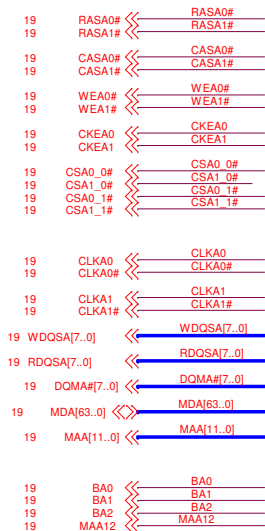 19 RASA0# RASA0#
19 RASA1# RASA1#
19 CASA0# CASA0#
19 CASA1# CASA1#
19 WEA0# WEA0#
19 WEA1# WEA1#
19 CKEA0 CKEA0
19 CKEA1 CKEA1
19 CSA0_0# CSA0_0#
19 CSA1_0# CSA1_0#
19 CSA0_1# CSA0_1#
19 CSA1_1# CSA1_1#
19 CLKA0 CLKA0
19 CLKA0# CLKA0#
19 CLKA1 CLKA1
19 CLKA1# CLKA1#
19 WDQSA[7..0] WDQSA[7..0]
19 RDQSA[7..0] RDQSA[7..0]
19 DQMA#[7..0] DQMA#[7..0]
19 MDA[63..0] MDA[63..0]
19 MAA[11..0] MAA[11..0]
19 BA0 BA0
19 BA1 BA1
19 BA2 BA2
19 MAA12 MAA12